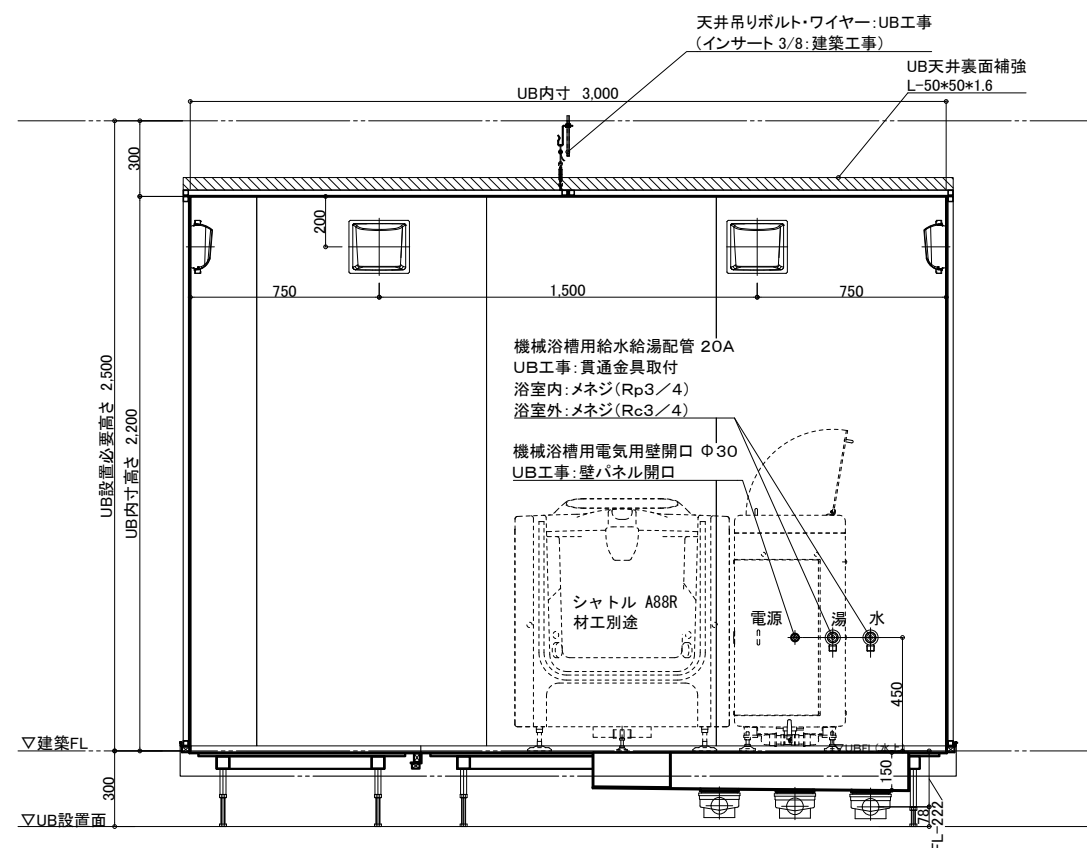 天井吊りボルト・ワイヤー:UB工事
(インサート 3/8:建築工事)
UB天井裏面補強
L-50*50*1.6
UB内寸 3,000
300
200
750
1,500
750
UB設置必要高さ 2,500
UB内寸高さ 2,200
機械浴槽用給水給湯配管 20A
UB工事:貫通金具取付
浴室内:メネジ(Rp3/4)
浴室外:メネジ(Rc3/4)
機械浴槽用電気用壁開口 Φ30
UB工事:壁パネル開口
シャトル A88R
材工別途
電源
湯
水
450
▽建築FL
▽UBFL(水上)
150
300
▽UB設置面
78
FL-222